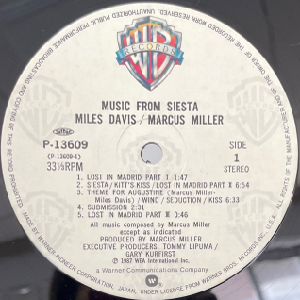 WB
RECORDS
MUSIC FROM SIESTA
MILES DAVIS / MARCUS MILLER
P-13609
(P-13609-1)
33⅓RPM
SIDE
1
STEREO
1. LOST IN MADRID PART I 1:47
2. SIESTA/KITT'S KISS/LOST IN MADRID PART II 6:54
3. THEME FOR AUGUSTINE (Marcus Miller-
Miles Davis)/WIND/SEDUCTION/KISS 6:33
4. SUBMISSION 2:31
5. LOST IN MADRID PART III 3:46
All compositions by Marcus Miller
except as indicated
PRODUCED BY MARCUS MILLER
EXECUTIVE PRODUCERS: TOMMY LIPUMA/
GARY KURFIRST
℗ 1987 WEA International Inc.
a Warner Communications Company